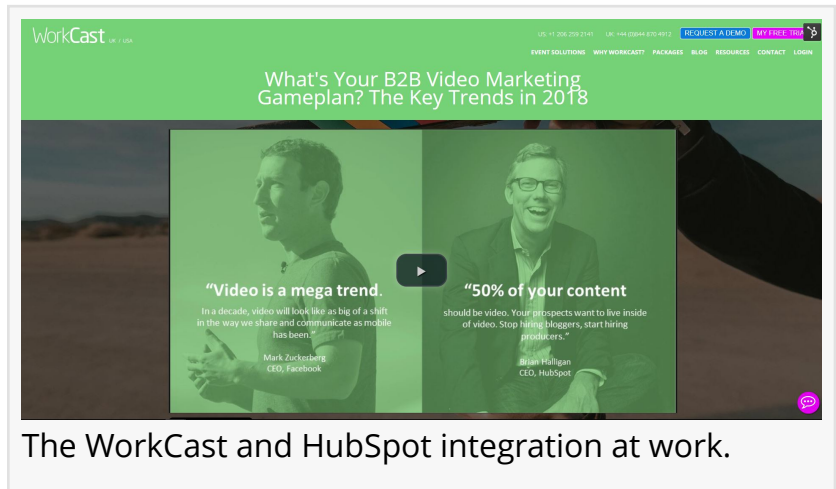 WorkCast UK / USA
US: +1 206 259 2141 UK: +44 (0)844 870 4912 REQUEST A DEMO MY FREE TRIA
EVENT SOLUTIONS WHY WORKCAST? PACKAGES BLOG RESOURCES CONTACT LOGIN
What's Your B2B Video Marketing
Gameplan? The Key Trends in 2018
“Video is a mega trend.
In a decade, video will look like as big of a shift
in the way we share and communicate as mobile
has been.”
Mark Zuckerberg
CEO, Facebook
“50% of your content
should be video. Your prospects want to live inside
of video. Stop hiring bloggers, start hiring
producers.”
Brian Halligan
CEO, HubSpot
The WorkCast and HubSpot integration at work.